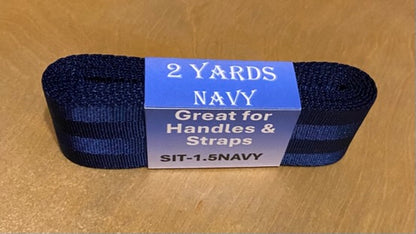 2 YARDS
NAVY
Great for
Handles &
Straps
SIT-1.5NAVY